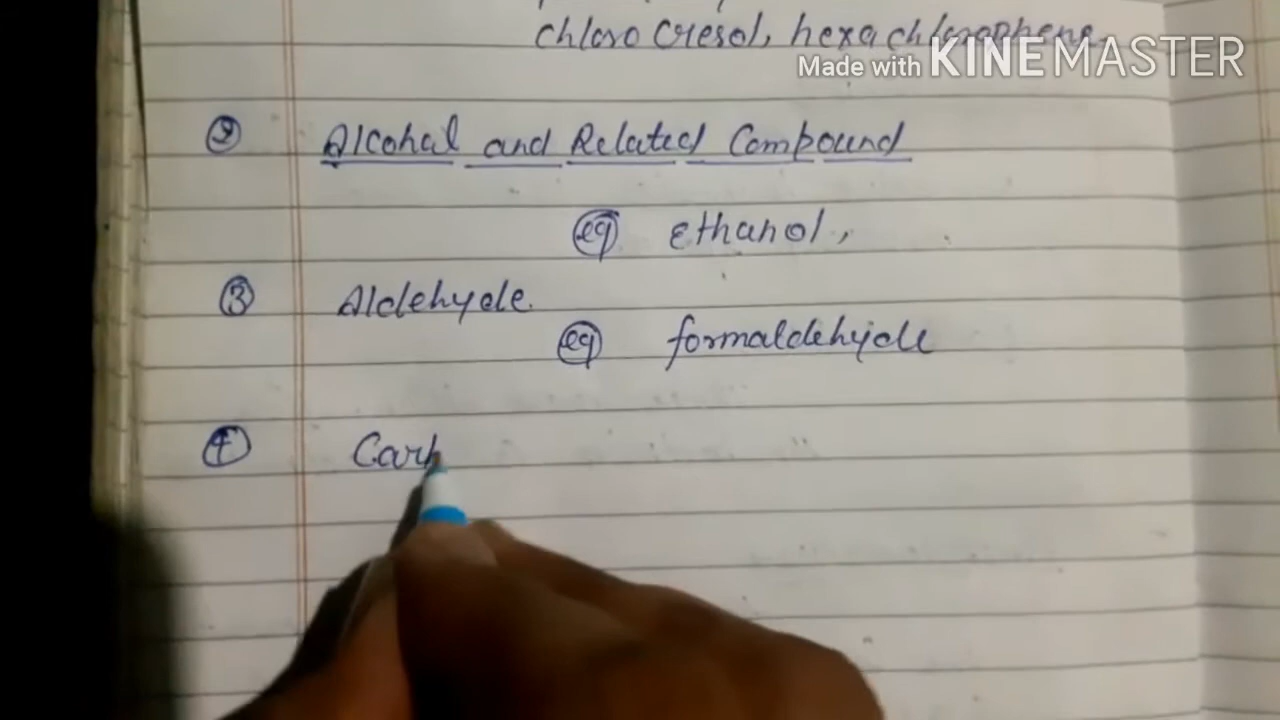 chloro cresol, hexachlorophene
Made with KINEMASTER
2 Alcohal and Related Compound
eg ethanol,
3 Aldehyde.
eg formaldehyde
4 Carb